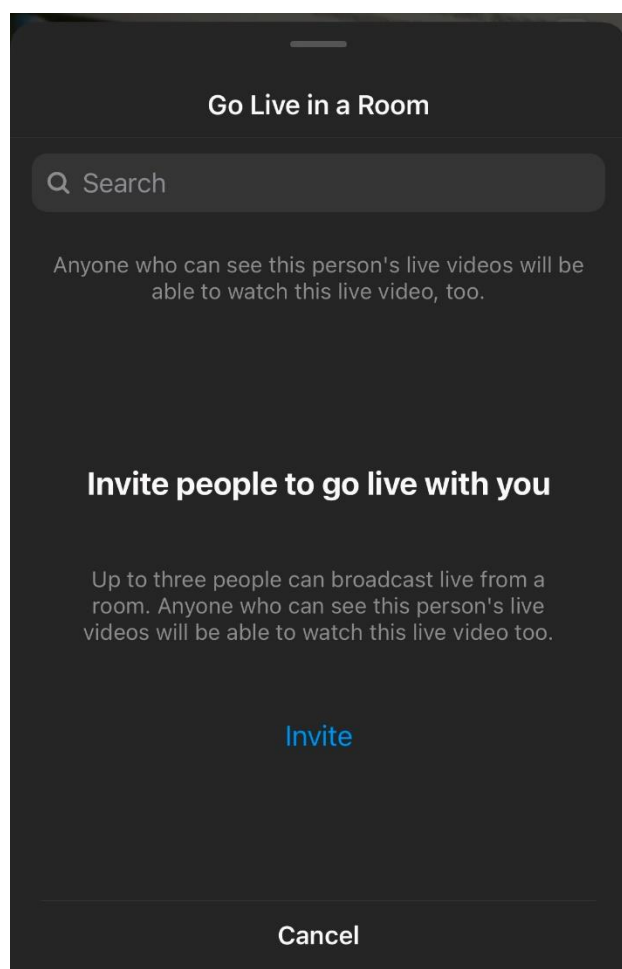 Go Live in a Room
Search
Anyone who can see this person's live videos will be
able to watch this live video, too.
Invite people to go live with you
Up to three people can broadcast live from a
room. Anyone who can see this person's live
videos will be able to watch this live video too.
Invite
Cancel